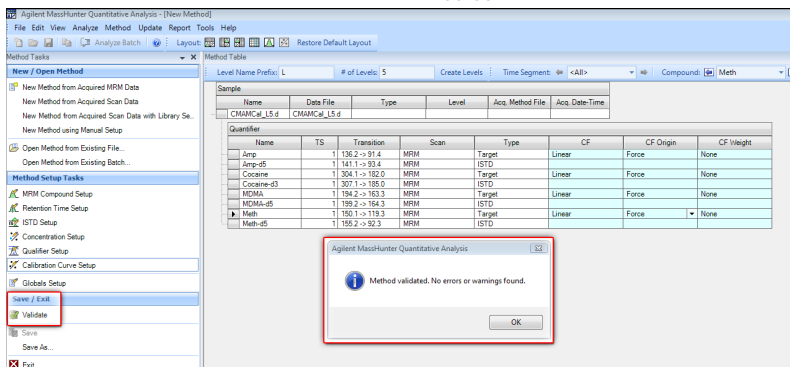 Agilent MassHunter Quantitative Analysis - [New Method]
File Edit View Analyze Method Update Report Tools Help
Analyze Batch Layout: Restore Default Layout
Method Tasks
New / Open Method
New Method from Acquired MRM Data
New Method from Acquired Scan Data
New Method from Acquired Scan Data with Library Se..
New Method using Manual Setup
Open Method from Existing File...
Open Method from Existing Batch...
Method Setup Tasks
MRM Compound Setup
Retention Time Setup
ISTD Setup
Concentration Setup
Qualifier Setup
Calibration Curve Setup
Globals Setup
Save / Exit
Validate
Save
Save As...
Exit
Method Table
Level Name Prefix: L # of Levels: 5 Create Levels Time Segment: <All> Compound: Meth
Sample
Name Data File Type Level Acq. Method File Acq. Date-Time
CMAMCal_L5.d CMAMCal_L5.d
Quantifier
Name TS Transition Scan Type CF CF Origin CF Weight
Amp 1 136.2 -> 91.4 MRM Target Linear Force None
Amp-d5 1 141.1 -> 93.4 MRM ISTD
Cocaine 1 304.1 -> 182.0 MRM Target Linear Force None
Cocaine-d3 1 307.1 -> 185.0 MRM ISTD
MDMA 1 194.2 -> 163.3 MRM Target Linear Force None
MDMA-d5 1 199.2 -> 164.3 MRM ISTD
Meth 1 150.1 -> 119.3 MRM Target Linear Force None
Meth-d5 1 155.2 -> 92.3 MRM ISTD
Agilent MassHunter Quantitative Analysis
Method validated. No errors or warnings found.
OK